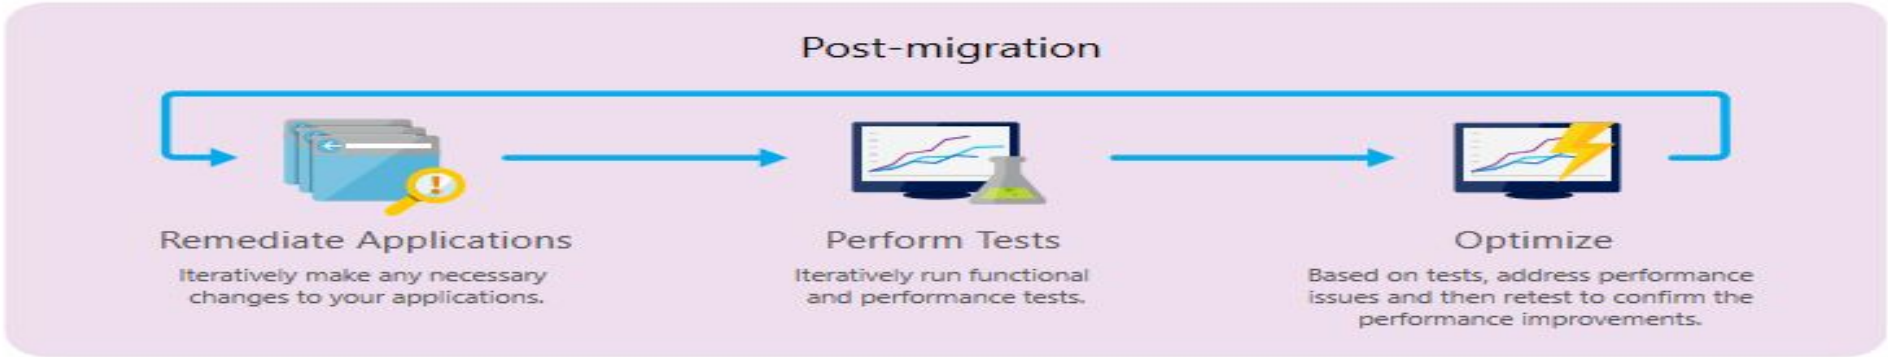 Post-migration
Remediate Applications
Iteratively make any necessary
changes to your applications.
Perform Tests
Iteratively run functional
and performance tests.
Optimize
Based on tests, address performance
issues and then retest to confirm the
performance improvements.